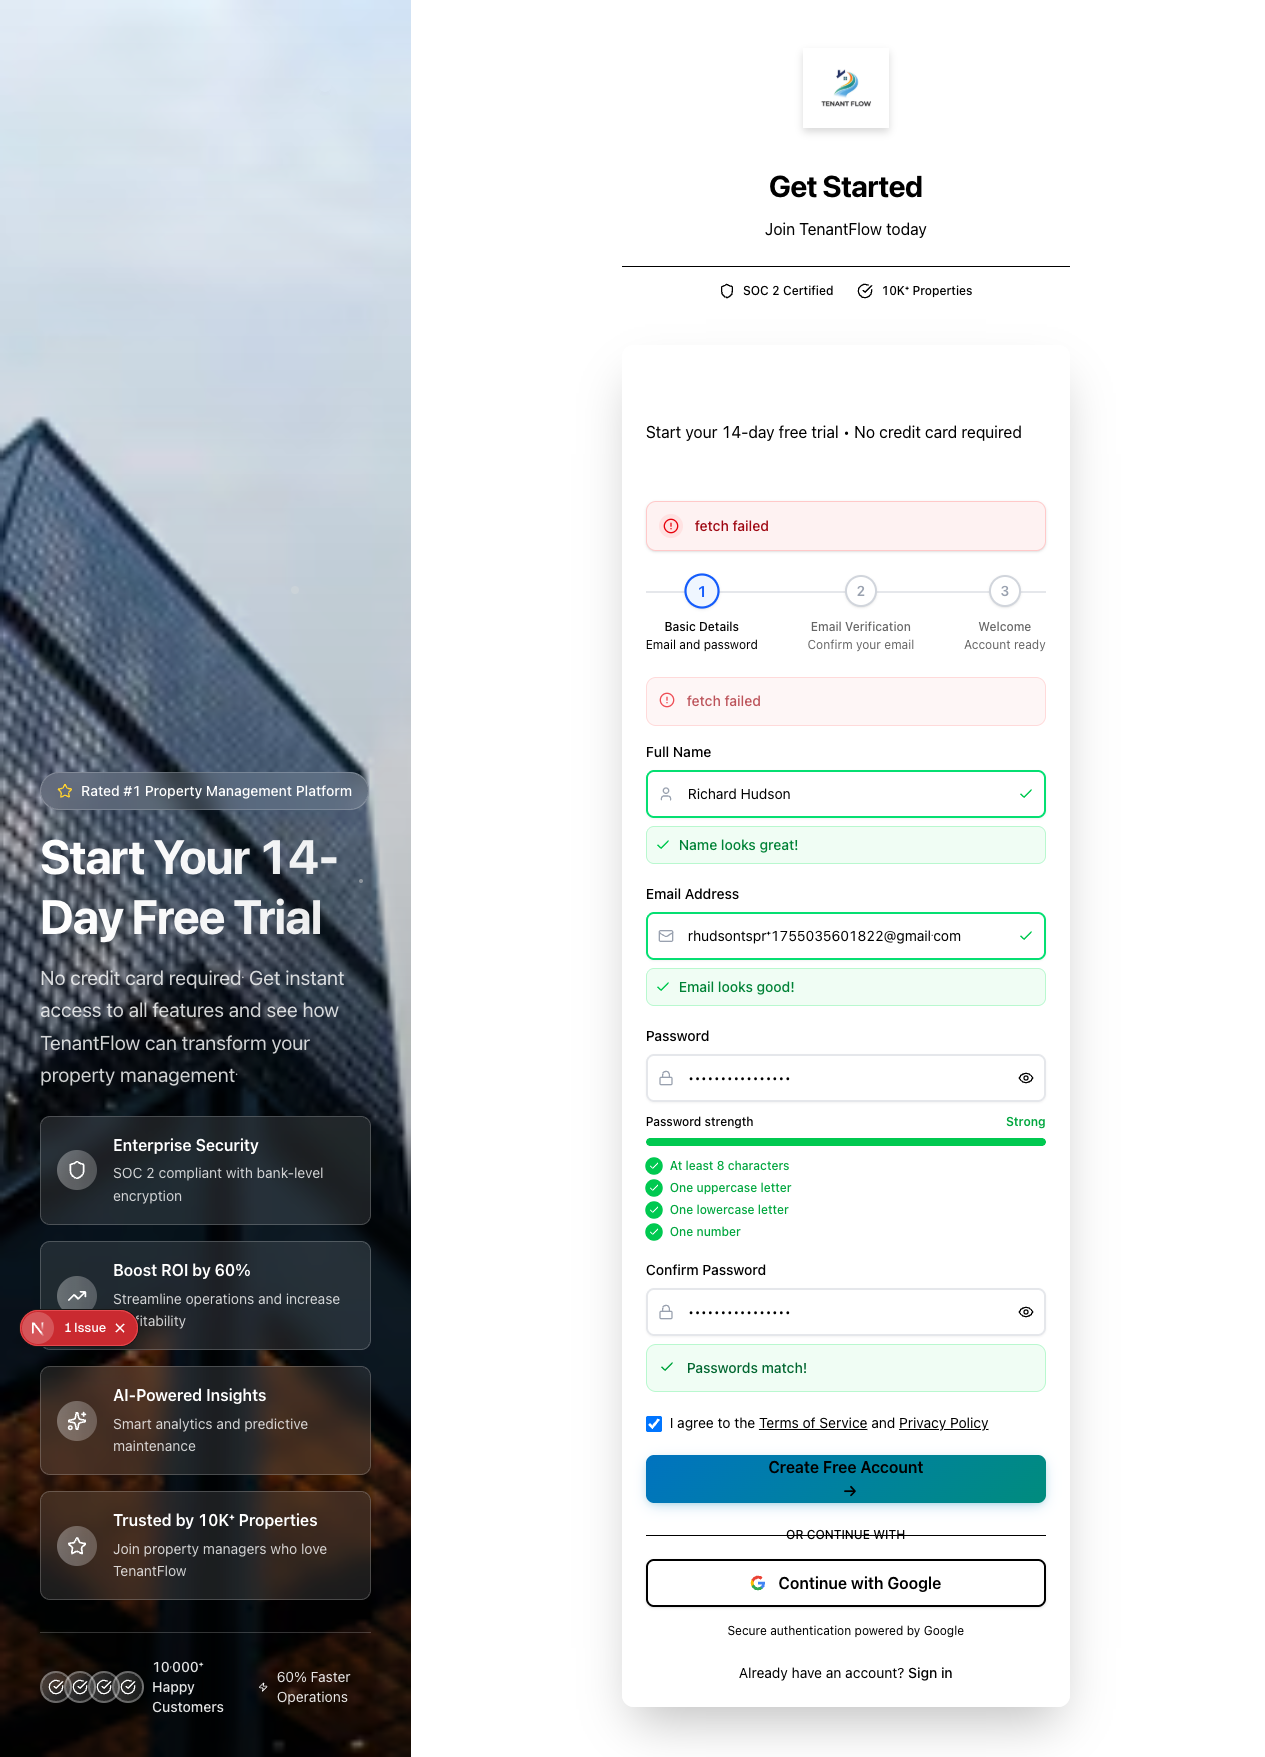 Rated #1 Property Management Platform
Start Your 14-
Day Free Trial
No credit card required· Get instant
access to all features and see how
TenantFlow can transform your
property management·
Enterprise Security
SOC 2 compliant with bank-level
encryption
Boost ROI by 60%
Streamline operations and increase
fitability
1 Issue
AI-Powered Insights
Smart analytics and predictive
maintenance
Trusted by 10K⁺ Properties
Join property managers who love
TenantFlow
10·000⁺
Happy
Customers
60% Faster
Operations
TENANT FLOW
Get Started
Join TenantFlow today
SOC 2 Certified
10K⁺ Properties
Start your 14-day free trial • No credit card required
fetch failed
1
2
3
Basic Details
Email Verification
Welcome
Email and password
Confirm your email
Account ready
fetch failed
Full Name
Richard Hudson
Name looks great!
Email Address
rhudsontspr⁺1755035601822@gmail·com
Email looks good!
Password
••••••••••••••••
Password strength
Strong
At least 8 characters
One uppercase letter
One lowercase letter
One number
Confirm Password
••••••••••••••••
Passwords match!
I agree to the Terms of Service and Privacy Policy
Create Free Account
→
OR CONTINUE WITH
Continue with Google
Secure authentication powered by Google
Already have an account? Sign in